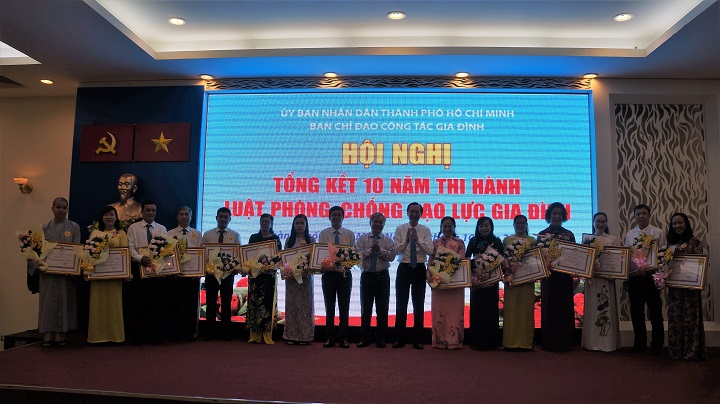 ỦY BAN NHÂN DÂN THÀNH PHỐ HỒ CHÍ MINH
BAN CHỈ ĐẠO CÔNG TÁC GIA ĐÌNH
HỘI NGHỊ
TỔNG KẾT 10 NĂM THI HÀNH
LUẬT PHÒNG, CHỐNG BẠO LỰC GIA ĐÌNH